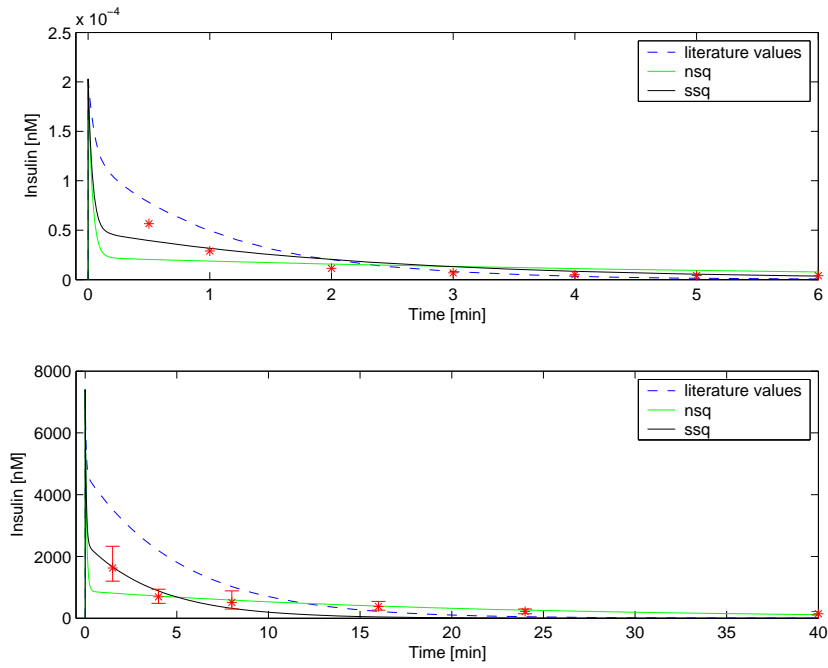 x 10⁻⁴
2.5
2
1.5
1
0.5
0
Insulin [nM]
literature values
nsq
ssq
0 1 2 3 4 5 6
Time [min]
8000
6000
4000
2000
0
Insulin [nM]
literature values
nsq
ssq
0 5 10 15 20 25 30 35 40
Time [min]